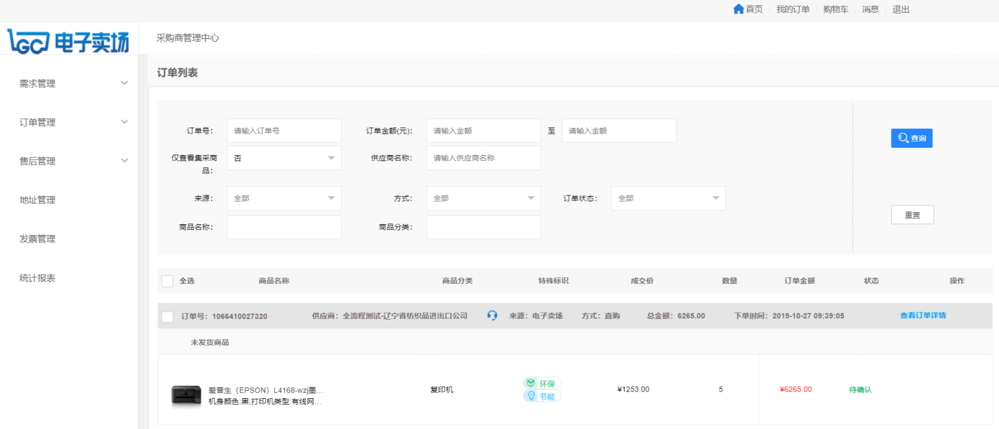 首页 我的订单 购物车 消息 退出
LGC 电子卖场
采购商管理中心
需求管理
订单管理
售后管理
地址管理
发票管理
统计报表
订单列表
订单号： 请输入订单号 订单金额(元)： 请输入金额 至 请输入金额
查询
仅查看集采商
品： 否 供应商名称： 请输入供应商名称
来源： 全部 方式： 全部 订单状态： 全部
重置
商品名称： 商品分类：
全选 商品名称 商品分类 特殊标识 成交价 数量 订单金额 状态 操作
订单号：1066410027320 供应商：全流程测试-辽宁省纺织品进出口公司 来源：电子卖场 方式：直购 总金额：6265.00 下单时间：2019-10-27 09:39:05 查看订单详情
未发货商品
爱普生（EPSON）L4168-wzj墨...
机身颜色:黑;打印机类型:有线网...
复印机
环保
节能
¥1253.00 5 ¥6265.00 待确认